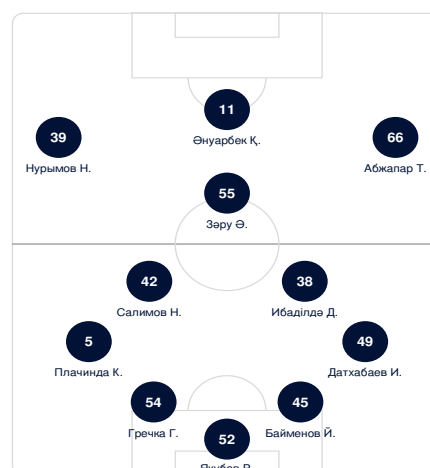 11
Әнуарбек Қ.
39
Нурымов Н.
66
Абжапар Т.
55
Зәру Ә.
42
Салимов Н.
38
Ибаділдә Д.
5
Плачинда К.
49
Датхабаев И.
54
Гречка Г.
45
Байменов Й.
52